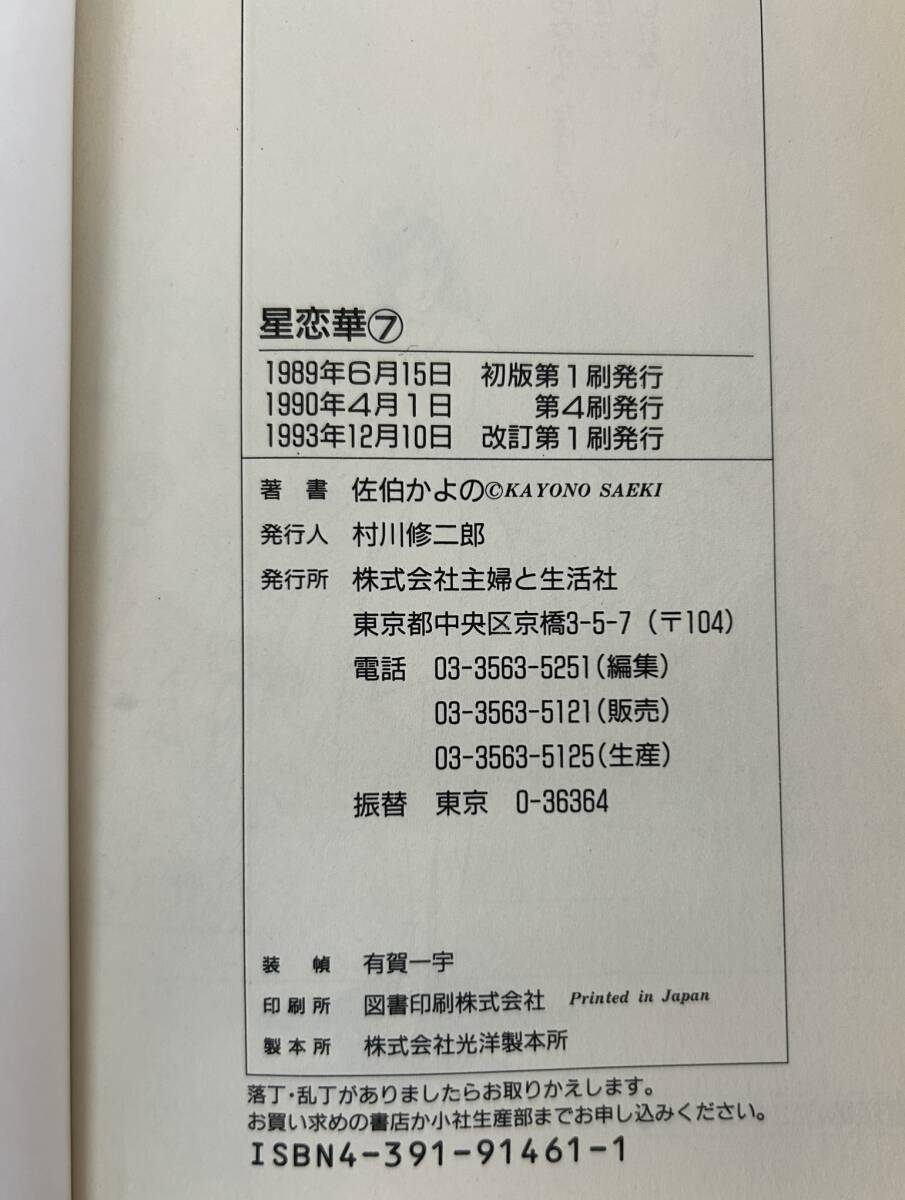 星恋華⑦
1989年6月15日 初版第1刷発行
1990年4月1日 第4刷発行
1993年12月10日 改訂第1刷発行
著書 佐伯かよの©KAYONO SAEKI
発行人 村川修二郎
発行所 株式会社主婦と生活社
東京都中央区京橋3-5-7（〒104）
電話 03-3563-5251（編集）
03-3563-5121（販売）
03-3563-5125（生産）
振替 東京 0-36364
装幀 有賀一宇
印刷所 図書印刷株式会社 Printed in Japan
製本所 株式会社光洋製本所
落丁・乱丁がありましたらお取りかえします。
お買い求めの書店か小社生産部までお申し込みください。
ISBN4-391-91461-1